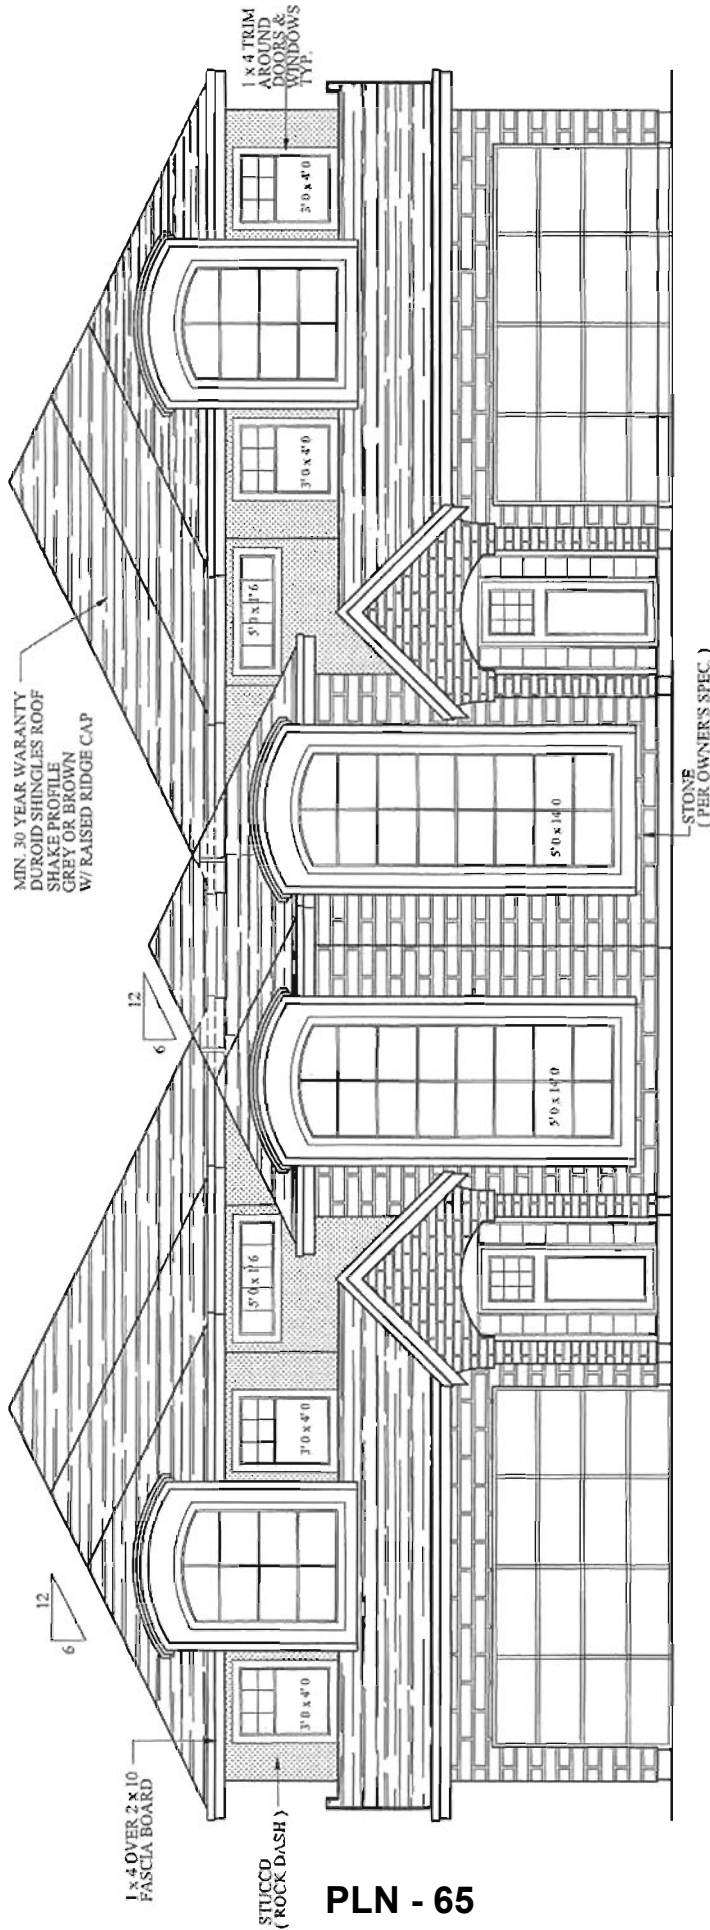 1 x 4 OVER 2 x 10
FASCIA BOARD
STUCCO
( ROCK DASH )
12
6
12
6
MIN. 30 YEAR WARANTY
DUROID SHINGLES ROOF
SHAKE PROFILE
GREY OR BROWN
W/ RAISED RIDGE CAP
1 x 4 TRIM
AROUND
DOORS &
WINDOWS
TYP.
3'0 x 4'0
3'0 x 4'0
5'0 x 1'6
5'0 x 1'6
3'0 x 4'0
3'0 x 4'0
5'0 x 14'0
5'0 x 14'0
STONE
( PER OWNER'S SPEC. )
PLN - 65